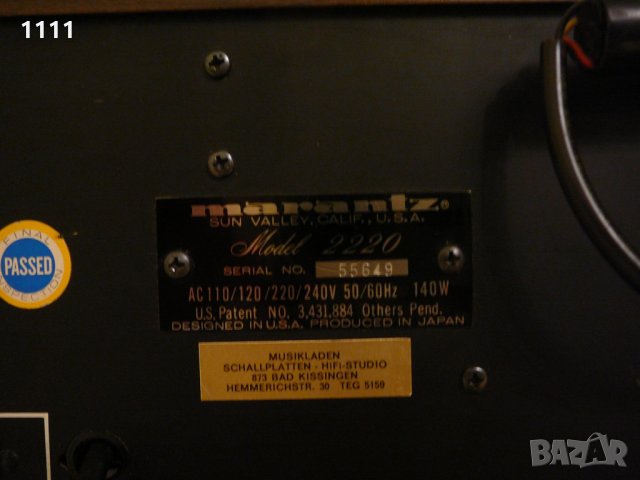 1111
marantz®
SUN VALLEY, CALIF., U.S.A.
Model 2220
SERIAL NO. 55649
AC 110/120/220/240V 50/60Hz 140W
U.S. Patent NO. 3,431,884 Others Pend.
DESIGNED IN U.S.A. PRODUCED IN JAPAN
FINAL
PASSED
INSPECTION
MUSIKLADEN
SCHALLPLATTEN - HIFI-STUDIO
873 BAD KISSINGEN
HEMMERICHSTR. 30 TEG 5159
BAZAR